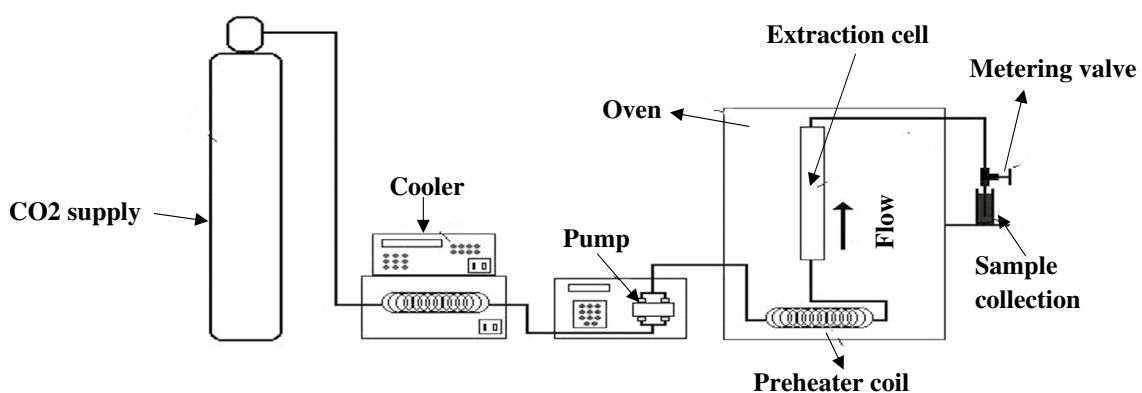 Extraction cell
Metering valve
Oven
Cooler
CO2 supply
Pump
Flow
Sample
collection
Preheater coil